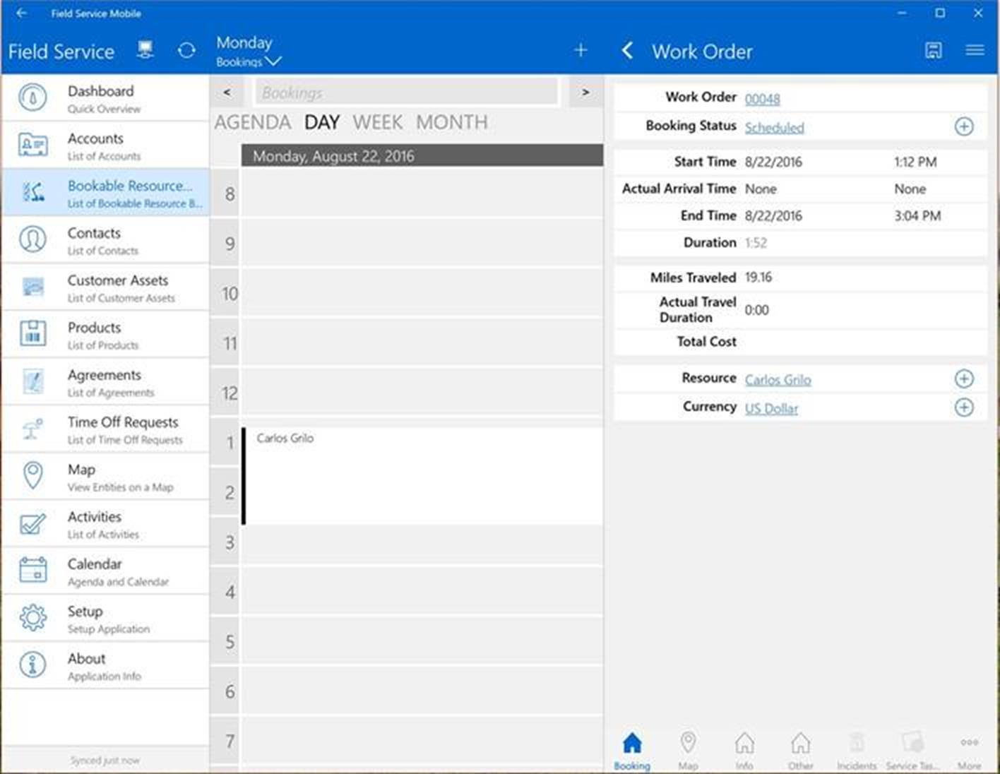 Field Service Mobile
Field Service
Monday
Bookings
Work Order
Dashboard
Quick Overview
Accounts
List of Accounts
Bookable Resource...
List of Bookable Resource B...
Contacts
List of Contacts
Customer Assets
List of Customer Assets
Products
List of Products
Agreements
List of Agreements
Time Off Requests
List of Time Off Requests
Map
View Entities on a Map
Activities
List of Activities
Calendar
Agenda and Calendar
Setup
Setup Application
About
Application Info
Synced just now
< Bookings >
AGENDA DAY WEEK MONTH
Monday, August 22, 2016
8
9
10
11
12
1 Carlos Grilo
2
3
4
5
6
7
Work Order 00048
Booking Status Scheduled
Start Time 8/22/2016 1:12 PM
Actual Arrival Time None None
End Time 8/22/2016 3:04 PM
Duration 1:52
Miles Traveled 19.16
Actual Travel
Duration 0:00
Total Cost
Resource Carlos Grilo
Currency US Dollar
Booking Map Info Other Incidents Service Tas... More